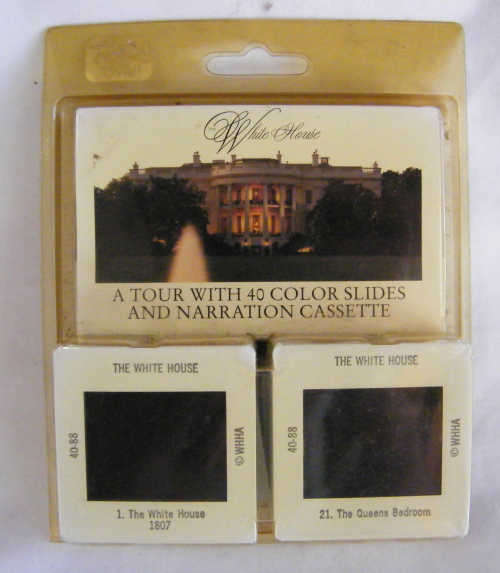 The White House
A TOUR WITH 40 COLOR SLIDES
AND NARRATION CASSETTE
THE WHITE HOUSE
40-88
© WHHA
1. The White House
1807
THE WHITE HOUSE
40-88
© WHHA
21. The Queens Bedroom